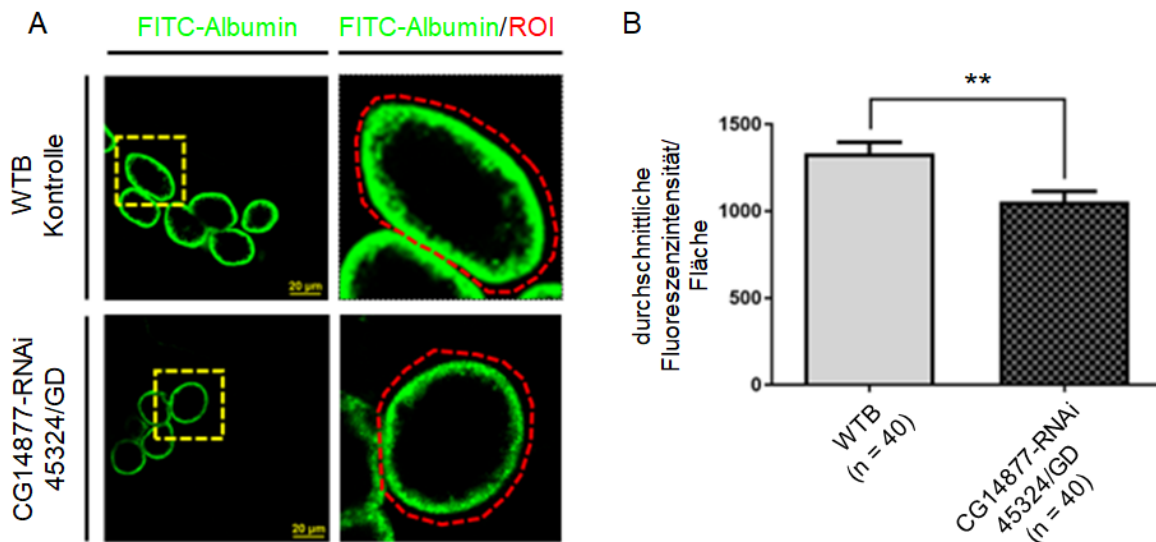 A
FITC-Albumin
FITC-Albumin/ROI
WTB
Kontrolle
20 µm
CG14877-RNAi
45324/GD
20 µm
B
**
durchschnittliche
Fluoreszenzintensität/
Fläche
1500
1000
500
0
WTB
(n = 40)
CG14877-RNAi
45324/GD
(n = 40)